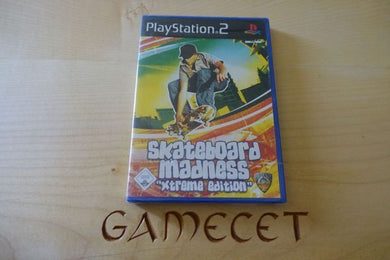 PlayStation.2
Skateboard
madness
"xtreme edition"
GAMECET